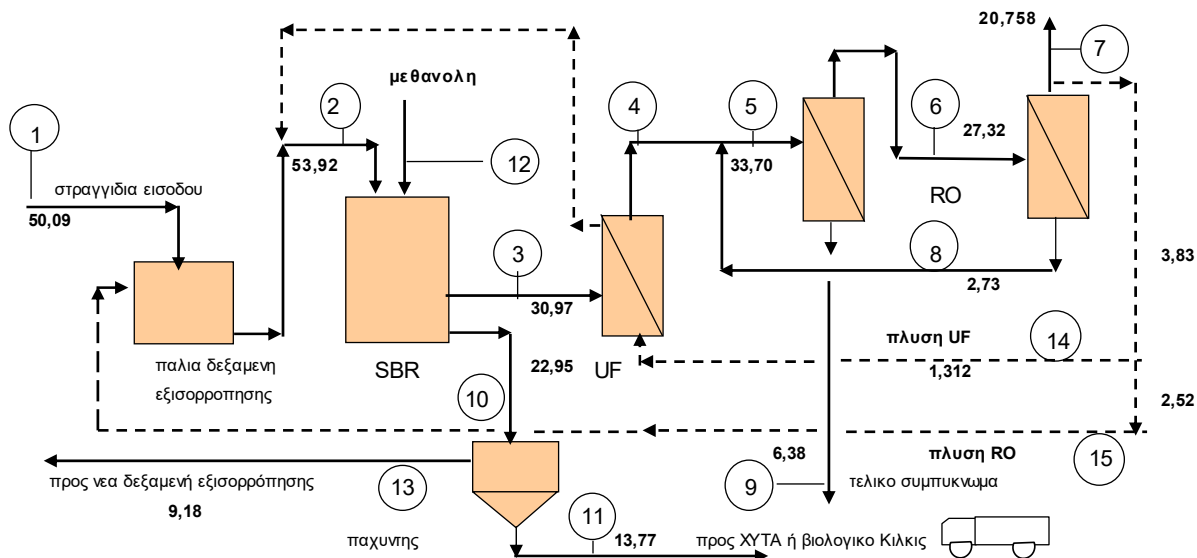 20,758
7
μεθανολη
2
4
5
6
1
53,92
12
33,70
27,32
στραγγιδια εισοδου
50,09
RO
3
8
3,83
30,97
2,73
πλυση UF
14
παλια δεξαμενη
εξισορροπησης
SBR
22,95
UF
1,312
10
2,52
6,38
πλυση RO
15
προς νεα δεξαμενή εξισορρόπησης
13
9
τελικο συμπυκνωμα
9,18
11
παχυντης
13,77
προς ΧΥΤΑ ή βιολογικο Κιλκις